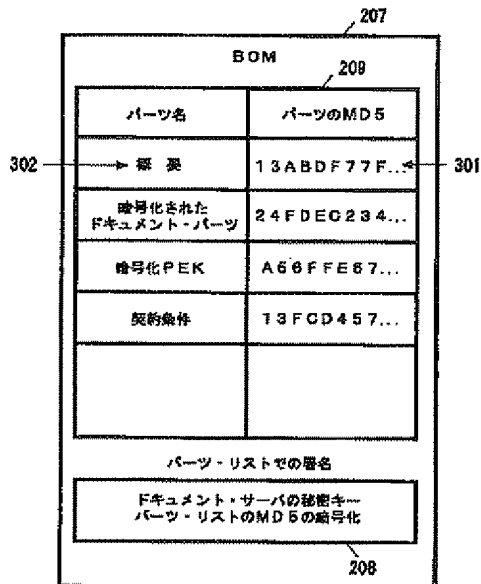 207
BOM
209
パーツ名 パーツのMD5
302 概要 13ABDF77F... 301
暗号化された
ドキュメント・パーツ 24FDEC234...
暗号化PEK A66FFE67...
契約条件 13FCD457...
パーツ・リストでの署名
ドキュメント・サーバの秘密キー
パーツ・リストのMD5の暗号化
208